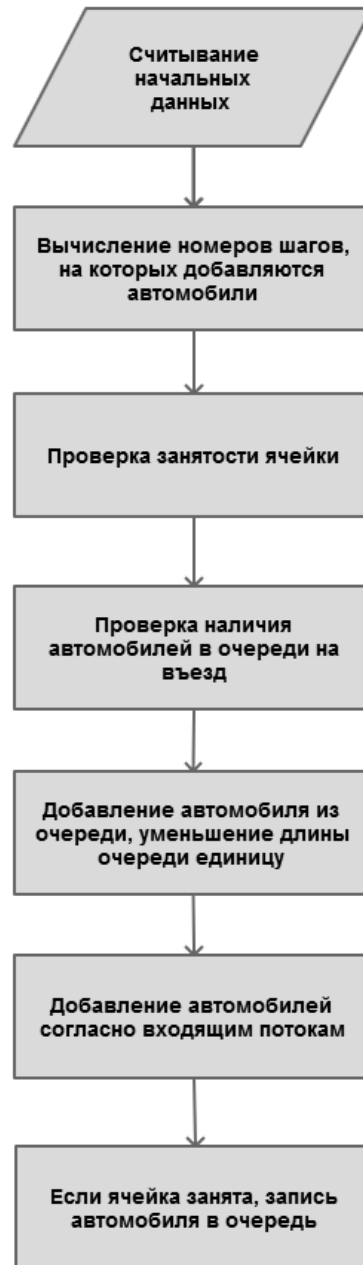 Считывание
начальных
данных
Вычисление номеров шагов,
на которых добавляются
автомобили
Проверка занятости ячейки
Проверка наличия
автомобилей в очереди на
въезд
Добавление автомобиля из
очереди, уменьшение длины
очереди единицу
Добавление автомобилей
согласно входящим потокам
Если ячейка занята, запись
автомобиля в очередь